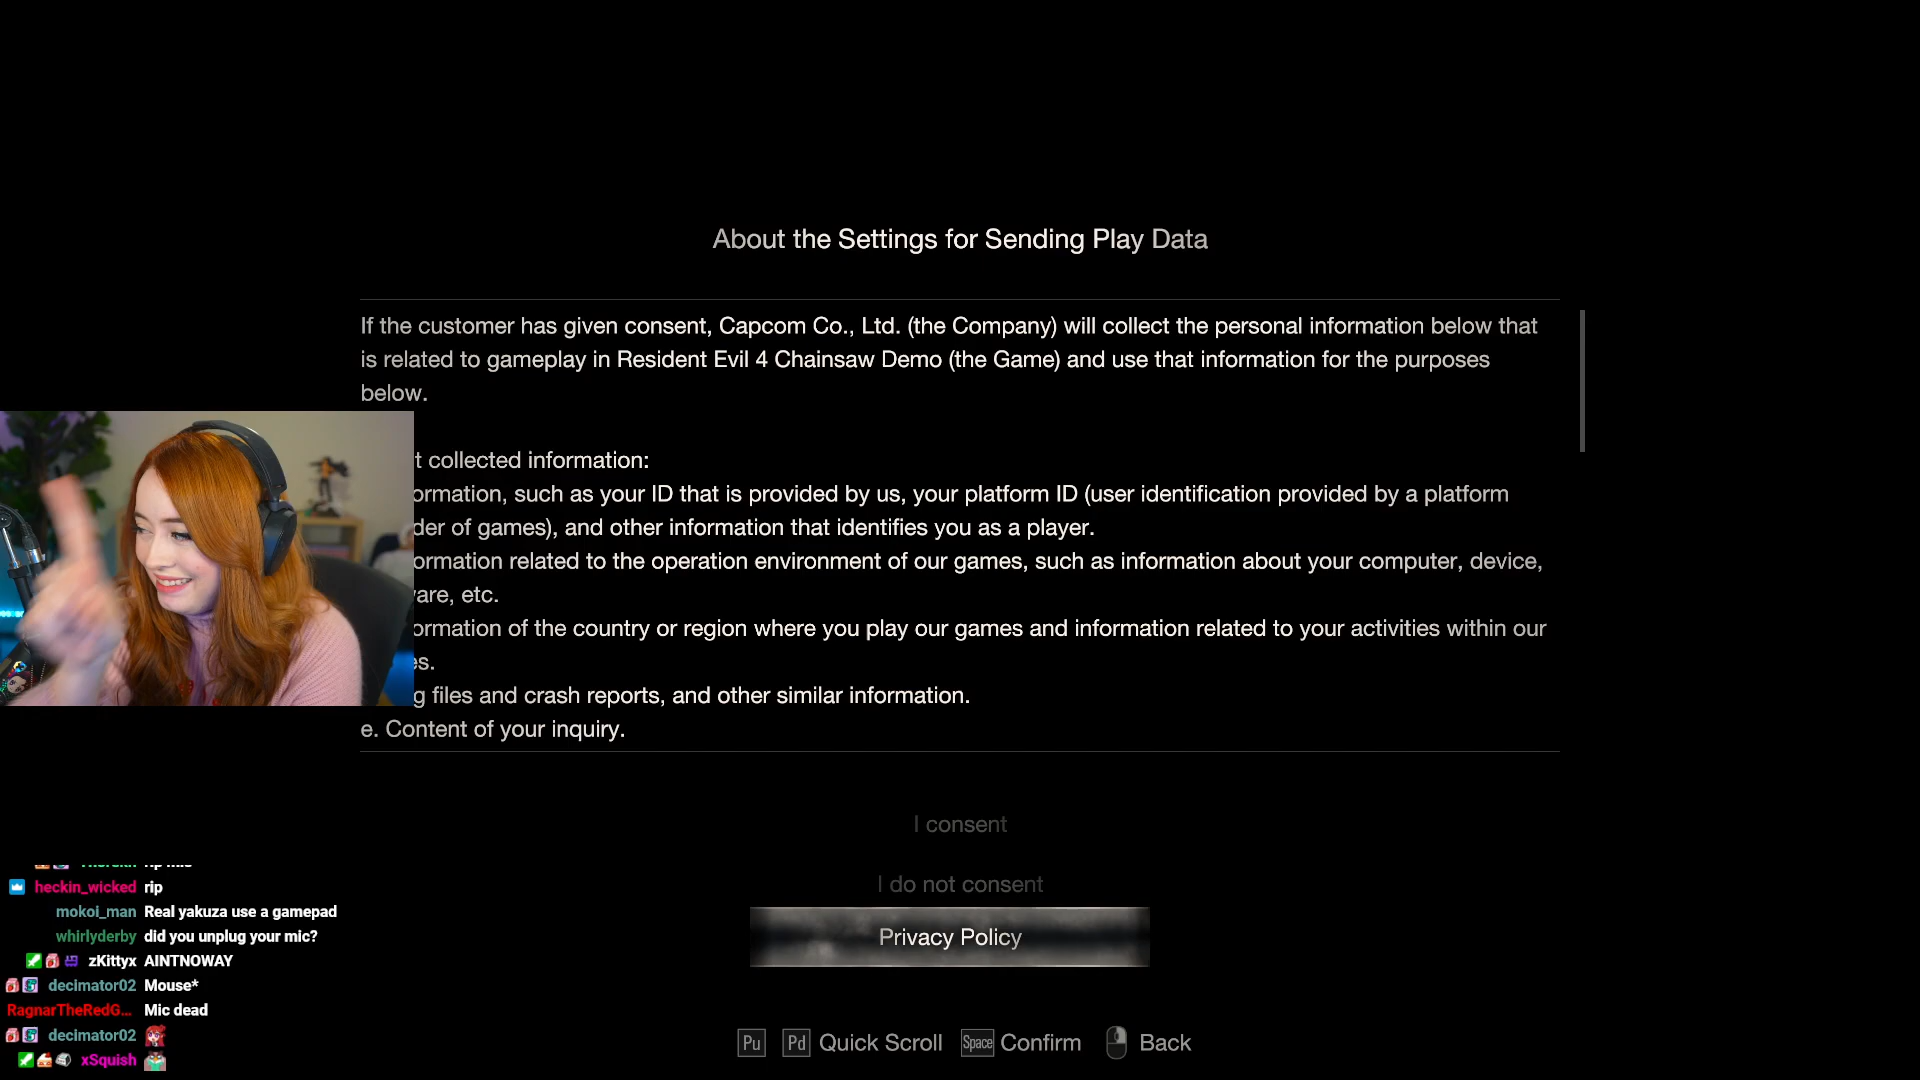 About the Settings for Sending Play Data
If the customer has given consent, Capcom Co., Ltd. (the Company) will collect the personal information below that
is related to gameplay in Resident Evil 4 Chainsaw Demo (the Game) and use that information for the purposes
below.
t collected information:
ormation, such as your ID that is provided by us, your platform ID (user identification provided by a platform
der of games), and other information that identifies you as a player.
ormation related to the operation environment of our games, such as information about your computer, device,
are, etc.
ormation of the country or region where you play our games and information related to your activities within our
es.
g files and crash reports, and other similar information.
e. Content of your inquiry.
I consent
I do not consent
Privacy Policy
Pu Pd Quick Scroll Space Confirm Back
heckin_wicked rip
mokoi_man Real yakuza use a gamepad
whirlyderby did you unplug your mic?
zKittyx AINTNOWAY
decimator02 Mouse*
RagnarTheRedG... Mic dead
decimator02
xSquish